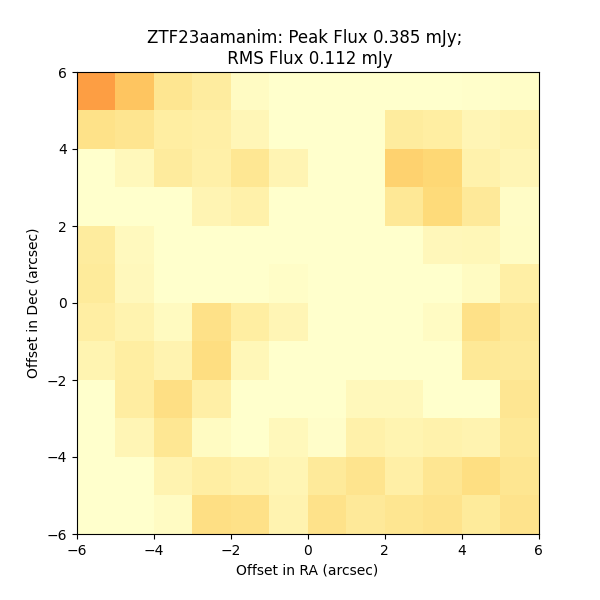 ZTF23aamanim: Peak Flux 0.385 mJy;
RMS Flux 0.112 mJy
6
4
2
0
−2
−4
−6
Offset in Dec (arcsec)
−6 −4 −2 0 2 4 6
Offset in RA (arcsec)